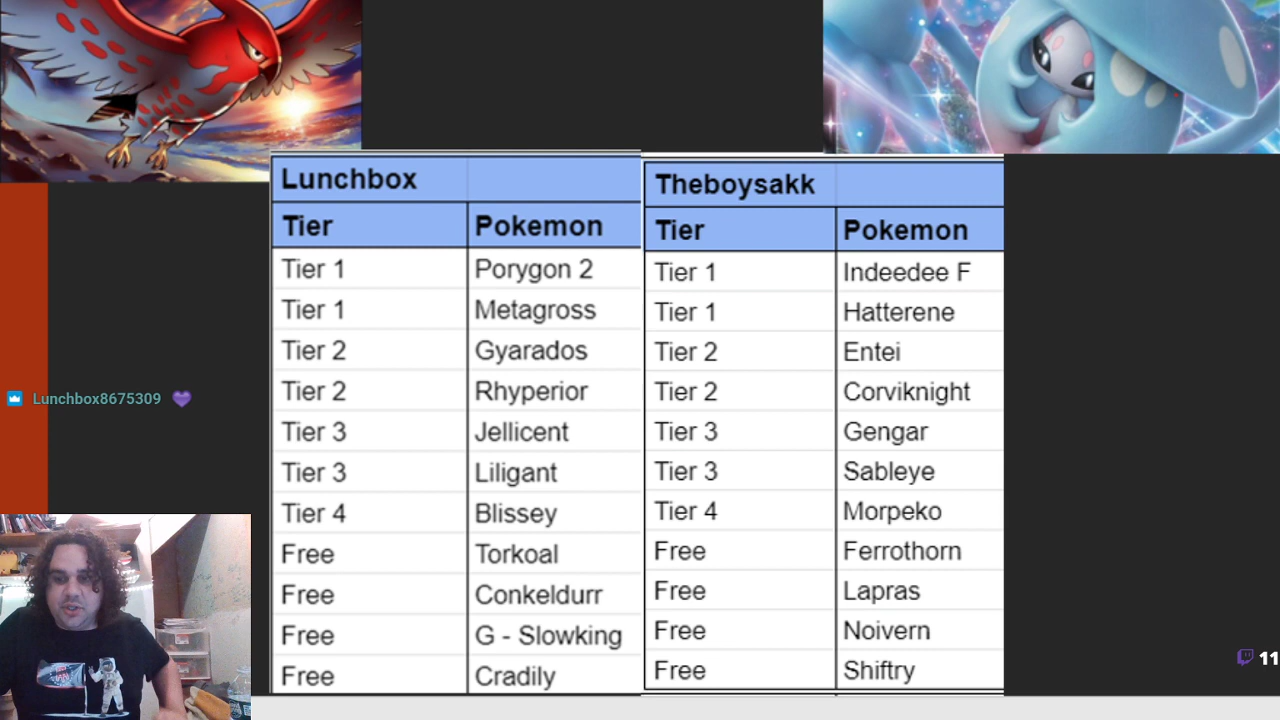 Lunchbox
Tier Pokemon
Tier 1 Porygon 2
Tier 1 Metagross
Tier 2 Gyarados
Tier 2 Rhyperior
Tier 3 Jellicent
Tier 3 Liligant
Tier 4 Blissey
Free Torkoal
Free Conkeldurr
Free G - Slowking
Free Cradily
Theboysakk
Tier Pokemon
Tier 1 Indeedee F
Tier 1 Hatterene
Tier 2 Entei
Tier 2 Corviknight
Tier 3 Gengar
Tier 3 Sableye
Tier 4 Morpeko
Free Ferrothorn
Free Lapras
Free Noivern
Free Shiftry
Lunchbox8675309 💜
11